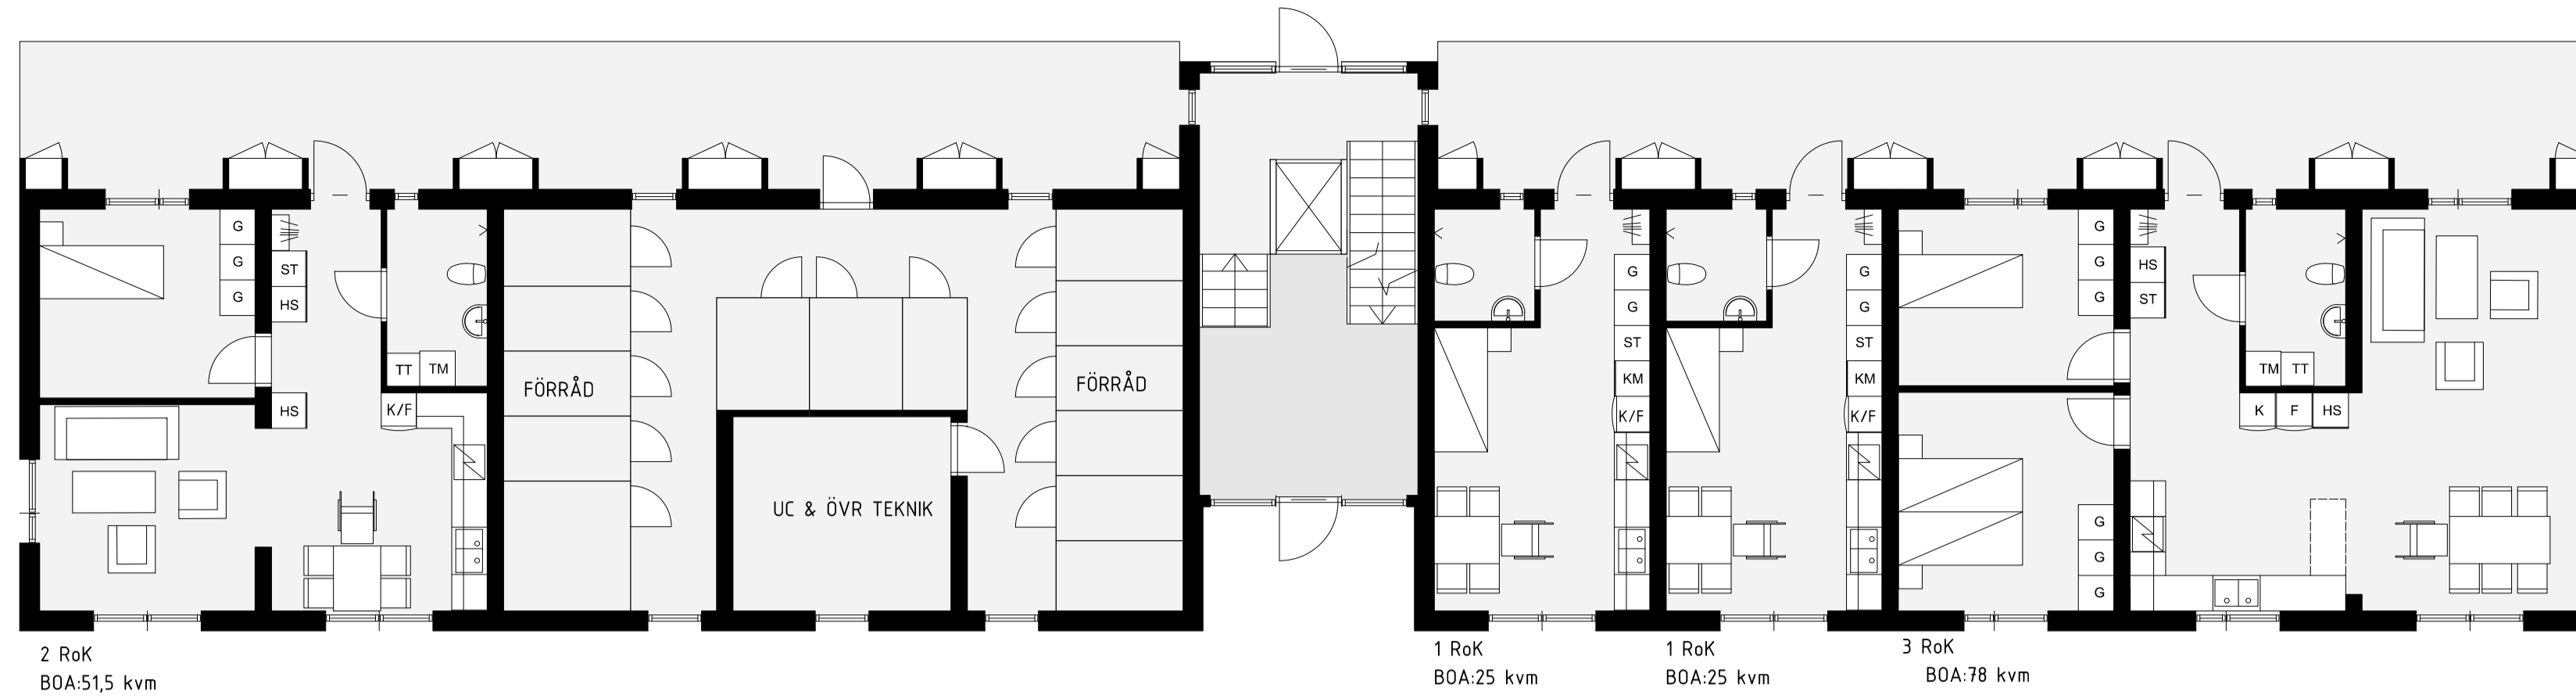 G
G
G
ST
HS
HS
TT
TM
K/F
FÖRRÅD
UC & ÖVR TEKNIK
FÖRRÅD
G
G
ST
KM
K/F
G
G
ST
KM
K/F
G
G
G
G
G
G
HS
ST
TM
TT
K
F
HS
2 RoK
BOA:51,5 kvm
1 RoK
BOA:25 kvm
1 RoK
BOA:25 kvm
3 RoK
BOA:78 kvm